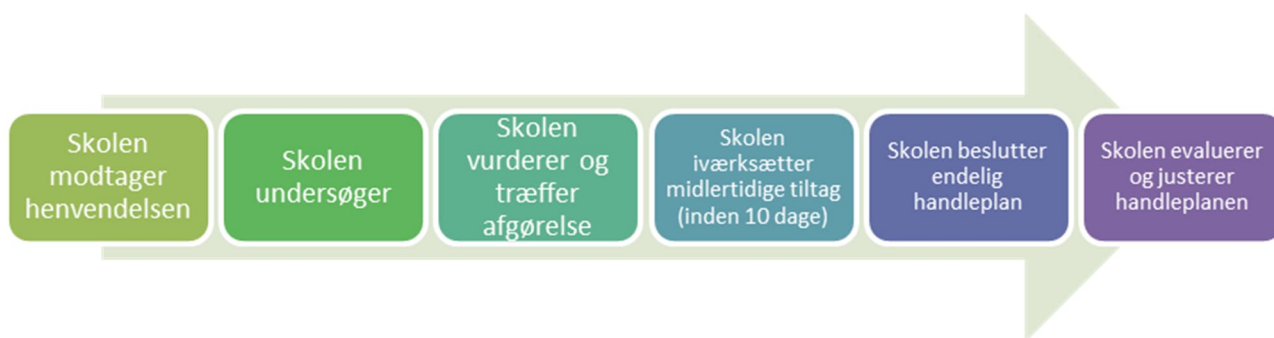 Skolen
modtager
henvendelsen
Skolen
undersøger
Skolen
vurderer og
træffer
afgørelse
Skolen
iværksætter
midlertidige tiltag
(inden 10 dage)
Skolen beslutter
endelig
handleplan
Skolen evaluerer
og justerer
handleplanen